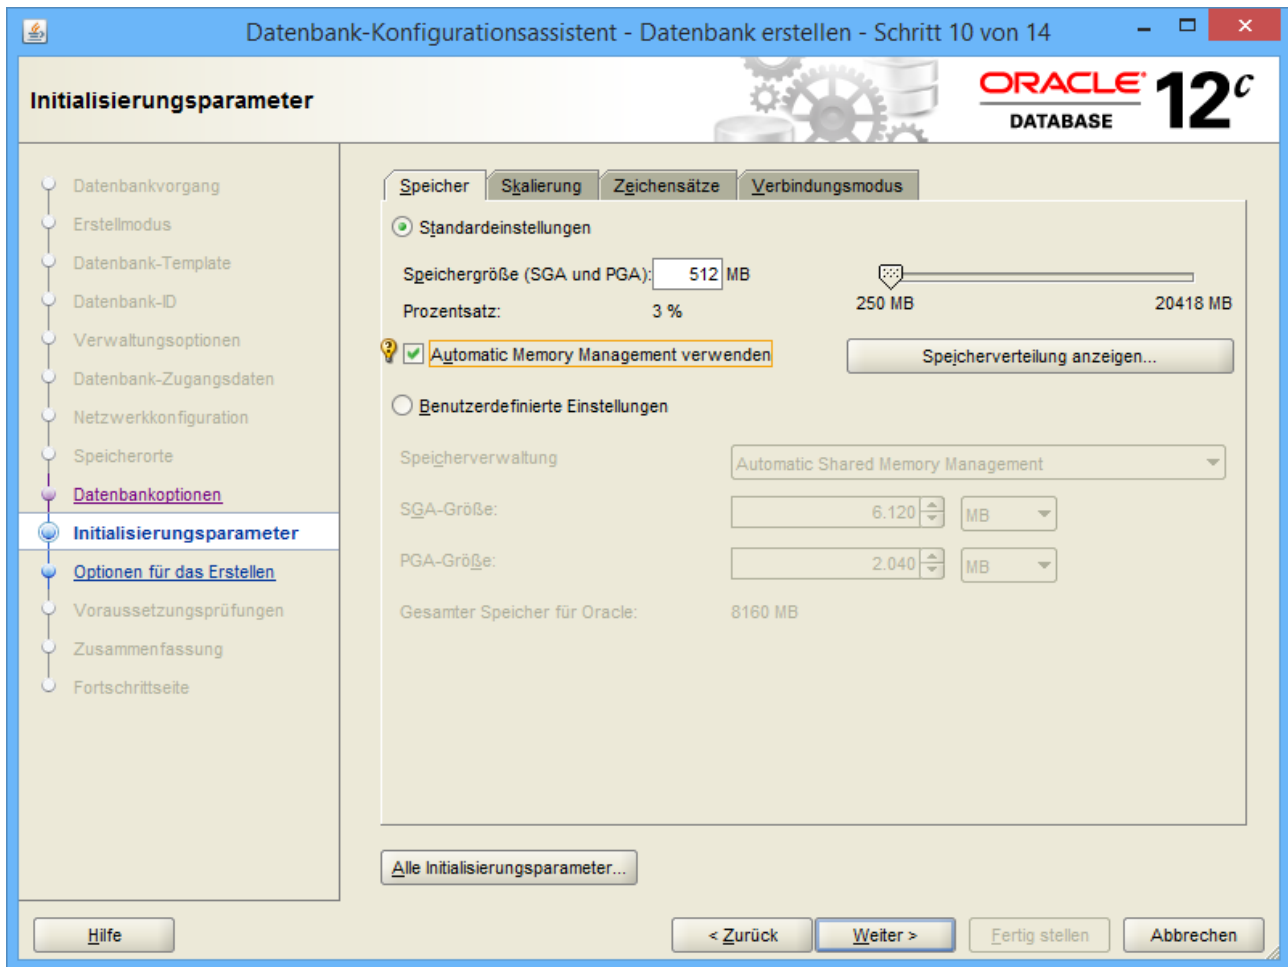 Datenbank-Konfigurationsassistent - Datenbank erstellen - Schritt 10 von 14
Initialisierungsparameter
ORACLE
DATABASE
12c
Datenbankvorgang
Erstellmodus
Datenbank-Template
Datenbank-ID
Verwaltungsoptionen
Datenbank-Zugangsdaten
Netzwerkkonfiguration
Speicherorte
Datenbankoptionen
Initialisierungsparameter
Optionen für das Erstellen
Voraussetzungsprüfungen
Zusammenfassung
Fortschrittseite
Speicher Skalierung Zeichensätze Verbindungsmodus
Standardeinstellungen
Speichergröße (SGA und PGA): 512 MB
250 MB 20418 MB
Prozentsatz: 3 %
Automatic Memory Management verwenden
Speicherverteilung anzeigen...
Benutzerdefinierte Einstellungen
Speicherverwaltung Automatic Shared Memory Management
SGA-Größe: 6.120 MB
PGA-Größe: 2.040 MB
Gesamter Speicher für Oracle: 8160 MB
Alle Initialisierungsparameter...
Hilfe < Zurück Weiter > Fertig stellen Abbrechen